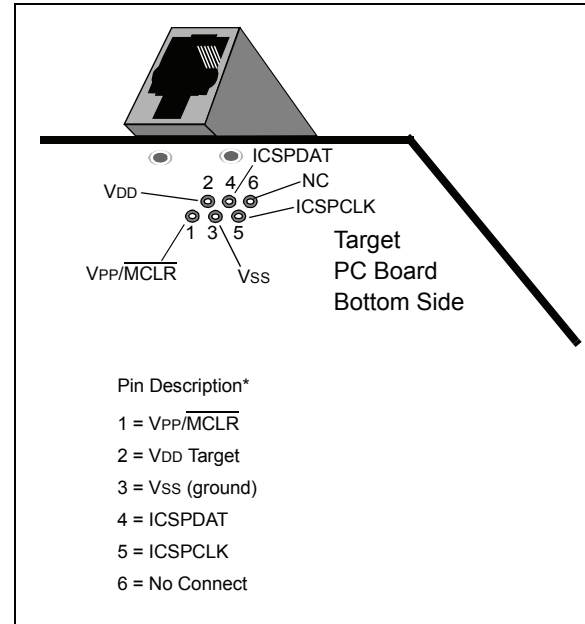 ICSPDAT
2 4 6 NC
VDD
ICSPCLK
1 3 5
VPP/MCLR
Vss
Target
PC Board
Bottom Side
Pin Description*
1 = VPP/MCLR
2 = VDD Target
3 = Vss (ground)
4 = ICSPDAT
5 = ICSPCLK
6 = No Connect